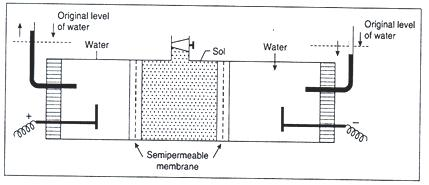 Original level
of water
Original level
of water
Water
Sol
Water
+
−
Semipermeable
membrane